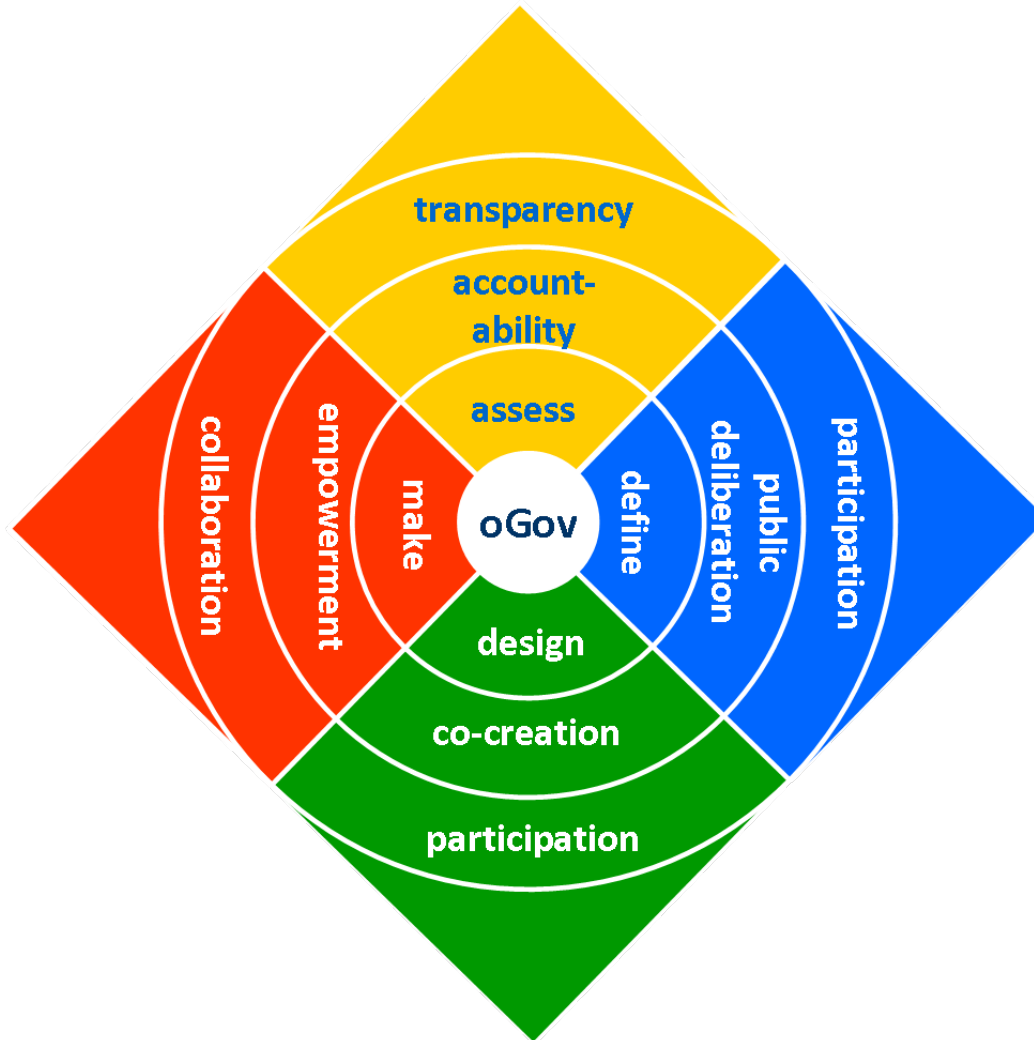 transparency
account-
ability
assess
collaboration
empowerment
make
oGov
define
public
deliberation
participation
design
co-creation
participation